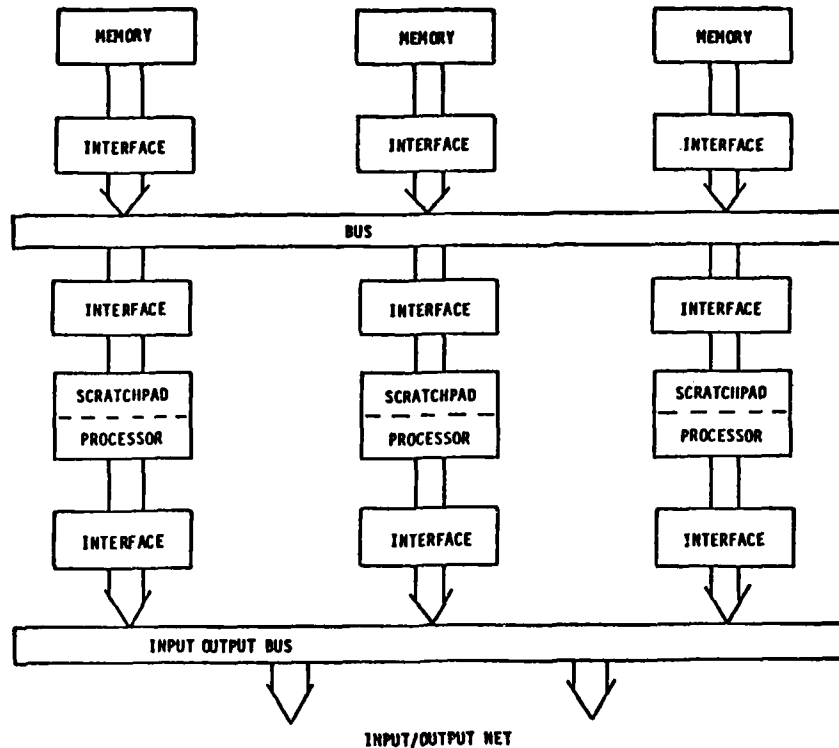 MEMORY MEMORY MEMORY
INTERFACE INTERFACE INTERFACE
BUS
INTERFACE INTERFACE INTERFACE
SCRATCHPAD SCRATCHPAD SCRATCHPAD
PROCESSOR PROCESSOR PROCESSOR
INTERFACE INTERFACE INTERFACE
INPUT OUTPUT BUS
INPUT/OUTPUT NET